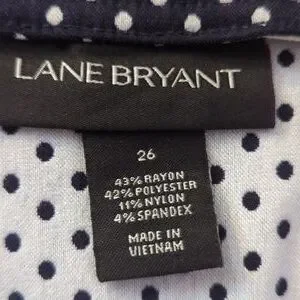 LANE BRYANT
26
43% RAYON
42% POLYESTER
11% NYLON
4% SPANDEX
MADE IN
VIETNAM